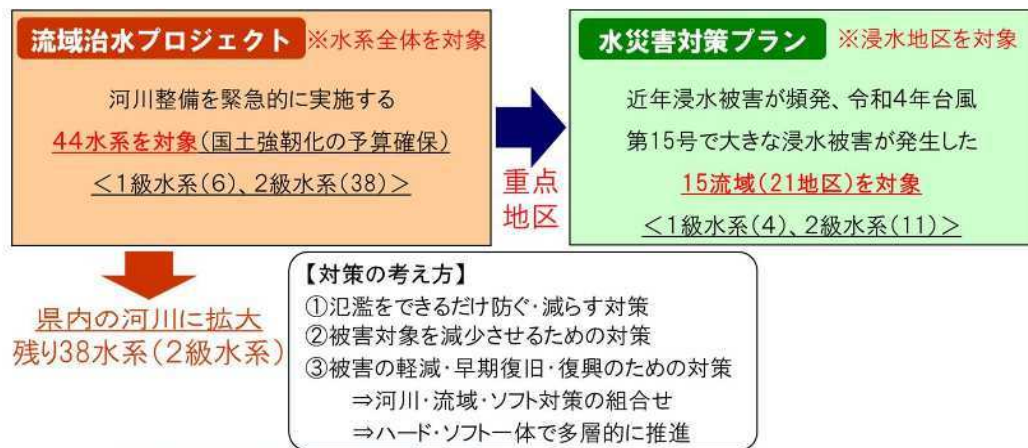 流域治水プロジェクト ※水系全体を対象
河川整備を緊急的に実施する
44水系を対象(国土強靭化の予算確保)
<1級水系(6)、2級水系(38)>
重点
地区
水災害対策プラン ※浸水地区を対象
近年浸水被害が頻発、令和4年台風
第15号で大きな浸水被害が発生した
15流域(21地区)を対象
<1級水系(4)、2級水系(11)>
県内の河川に拡大
残り38水系(2級水系)
【対策の考え方】
①氾濫をできるだけ防ぐ・減らす対策
②被害対象を減少させるための対策
③被害の軽減・早期復旧・復興のための対策
⇒河川・流域・ソフト対策の組合せ
⇒ハード・ソフト一体で多層的に推進